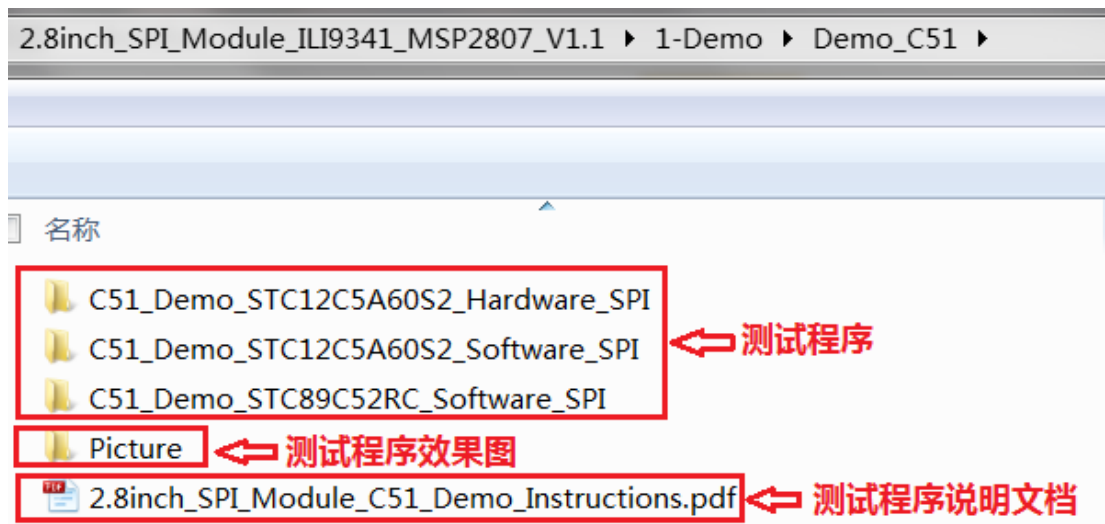 2.8inch_SPI_Module_ILI9341_MSP2807_V1.1 ▸ 1-Demo ▸ Demo_C51 ▸
名称
C51_Demo_STC12C5A60S2_Hardware_SPI
C51_Demo_STC12C5A60S2_Software_SPI
测试程序
C51_Demo_STC89C52RC_Software_SPI
Picture
测试程序效果图
2.8inch_SPI_Module_C51_Demo_Instructions.pdf
测试程序说明文档